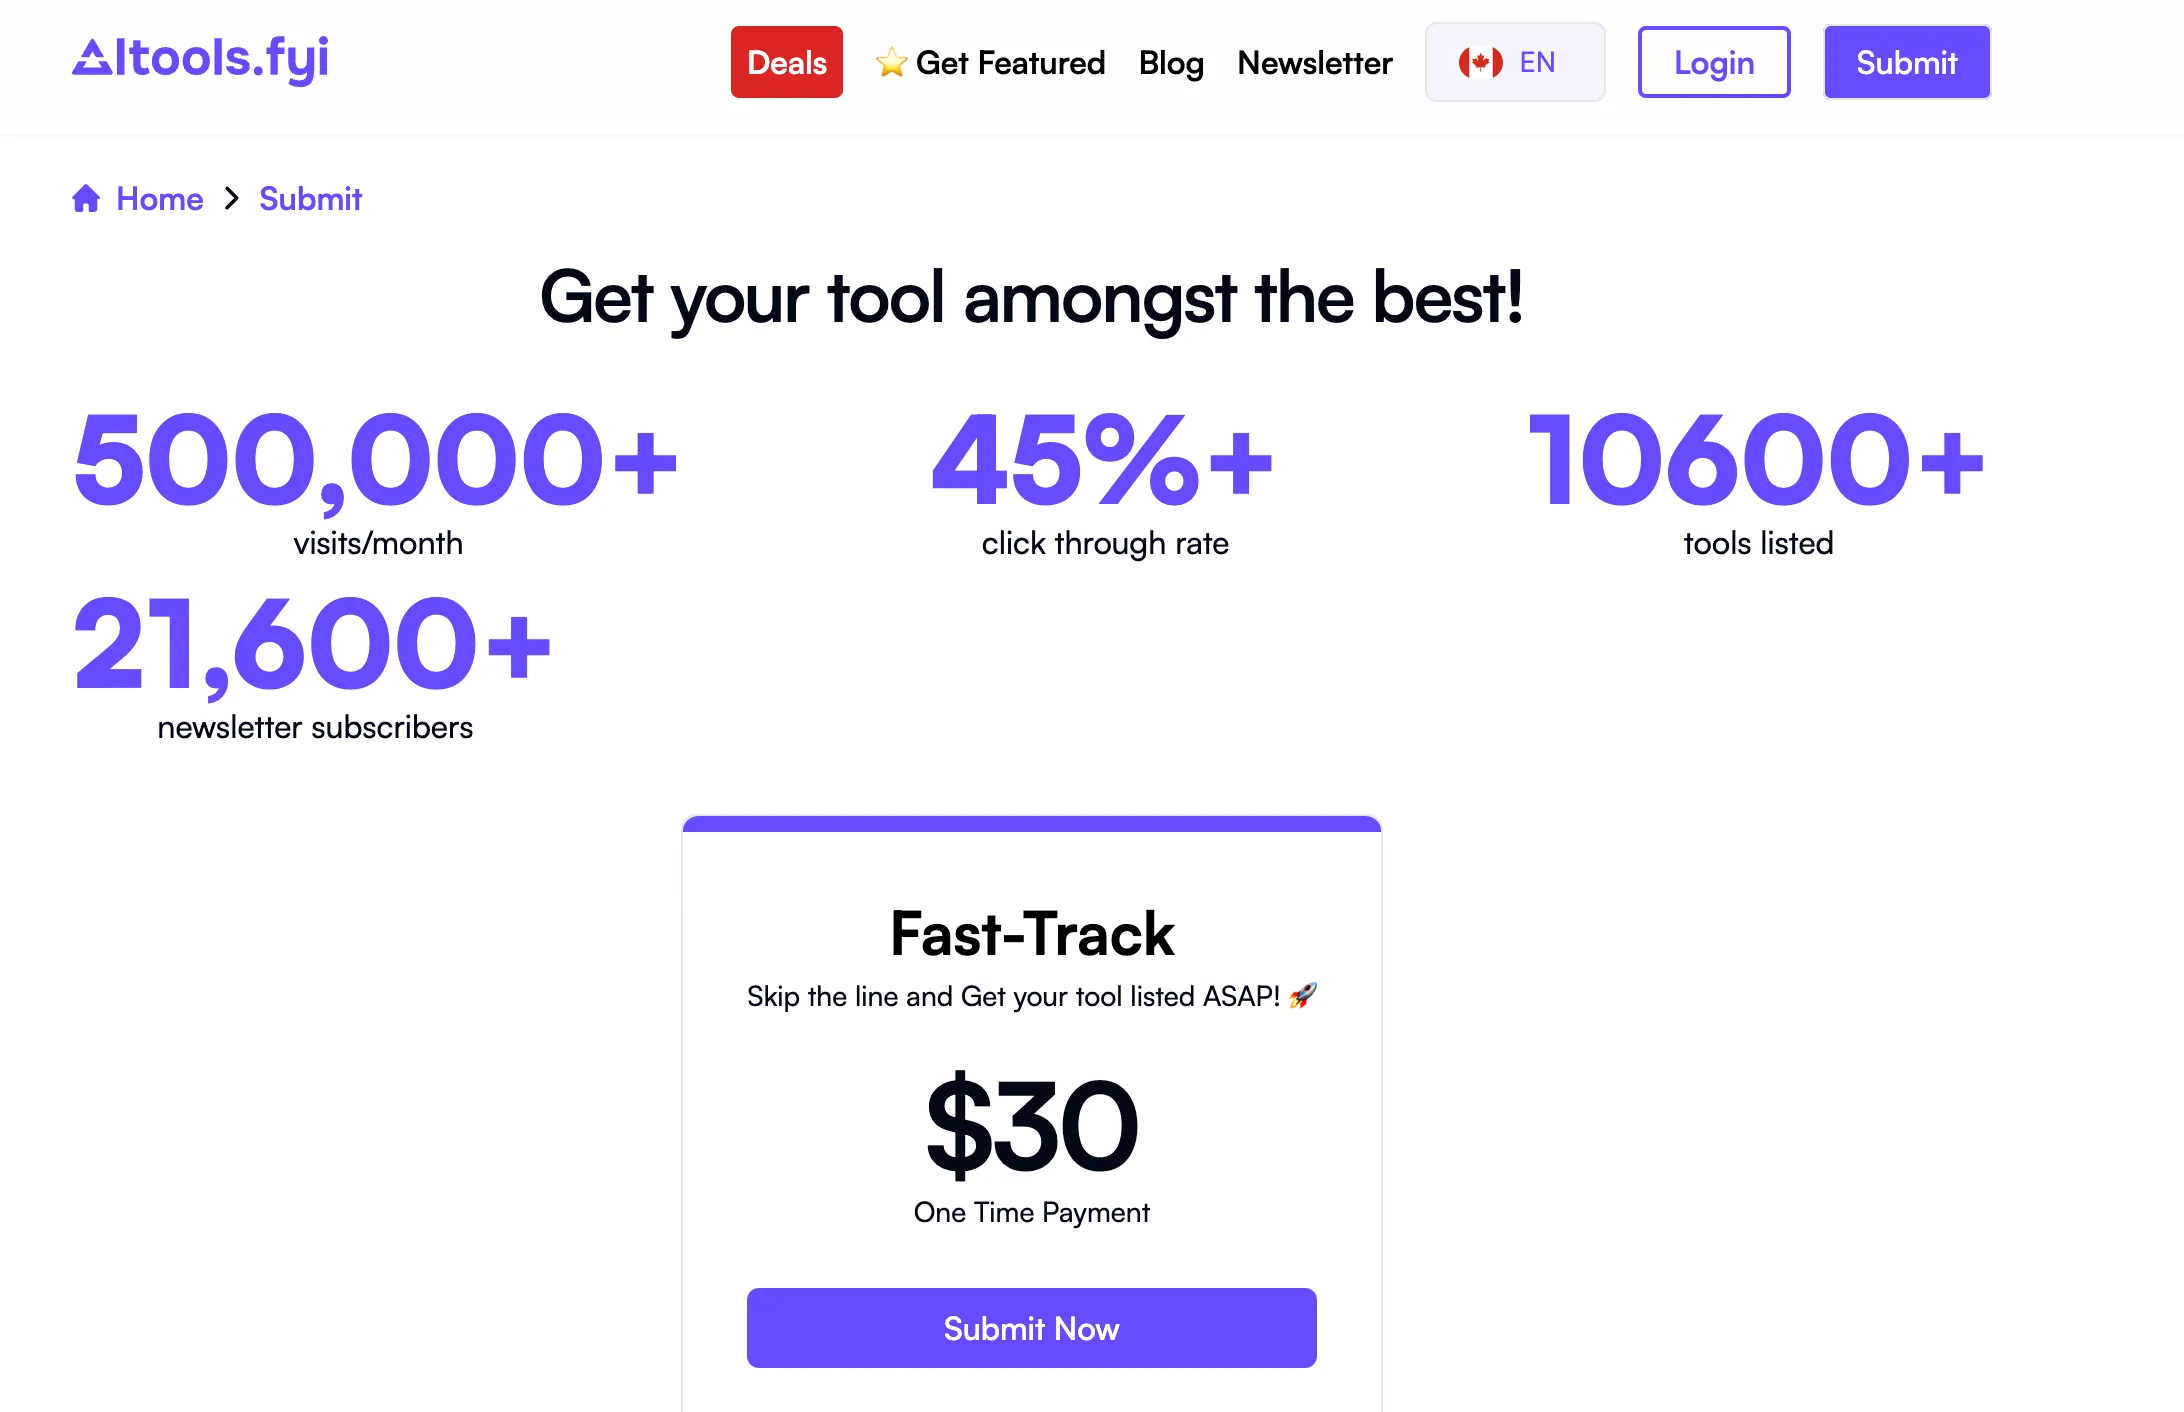 AItools.fyi
Deals
Get Featured
Blog
Newsletter
EN
Login
Submit
Home > Submit
Get your tool amongst the best!
500,000+
visits/month
45%+
click through rate
10600+
tools listed
21,600+
newsletter subscribers
Fast-Track
Skip the line and Get your tool listed ASAP! 🚀
$30
One Time Payment
Submit Now